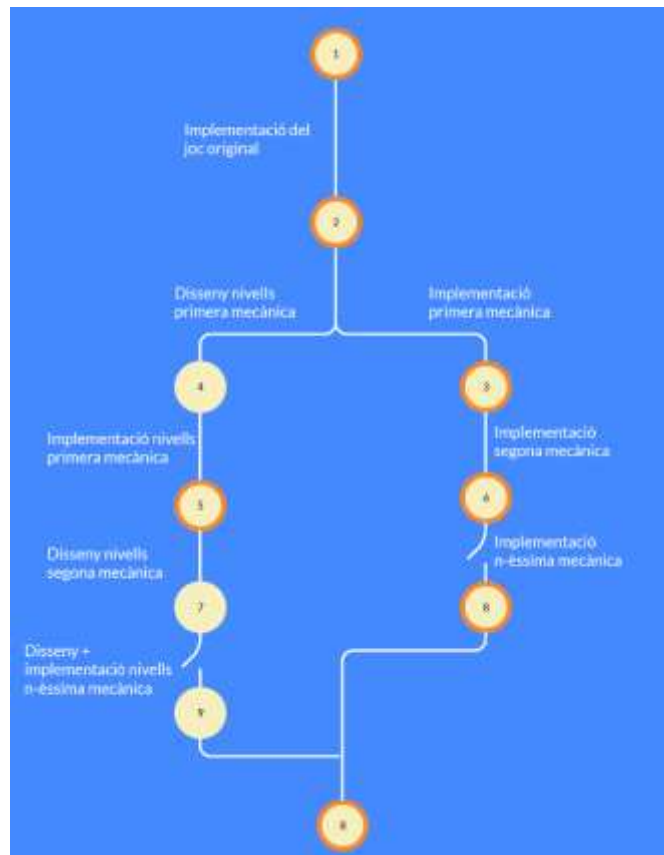 1
Implementació del
joc original
2
Disseny nivells
primera mecànica
Implementació
primera mecànica
4
3
Implementació nivells
primera mecànica
Implementació
segona mecànica
5
6
Disseny nivells
segona mecànica
Implementació
n-èssima mecànica
7
8
Disseny +
implementació nivells
n-èssima mecànica
9
8